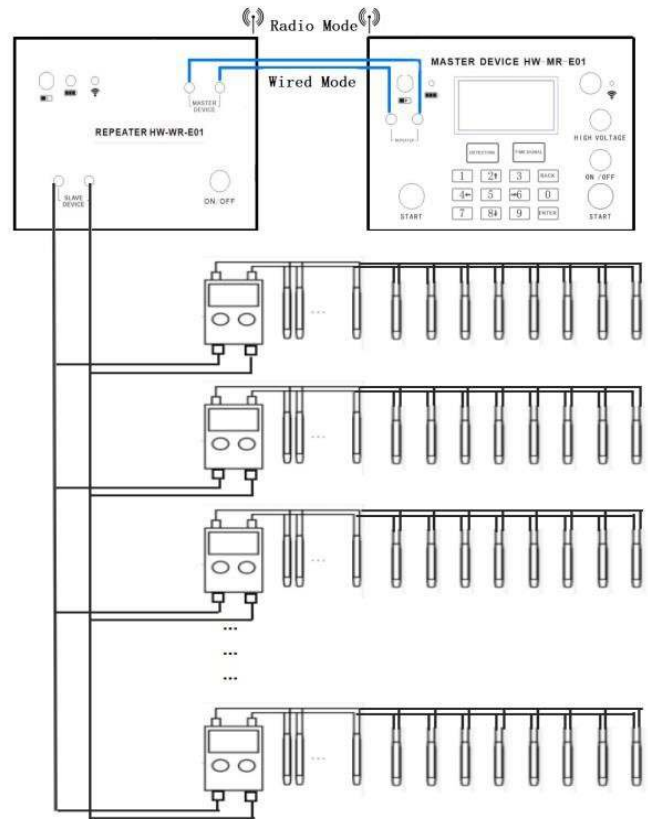 Radio Mode
Wired Mode
MASTER DEVICE
REPEATER HW-WR-E01
SLAVE DEVICE
ON/OFF
MASTER DEVICE HW-MR-E01
REPEATER
HIGH VOLTAGE
TIME SIGNAL
1 2↑ 3 BACK
ON /OFF
4← 5 →6 0
START
7 8↓ 9 ENTER
START
...
...
...
...
...
...
...